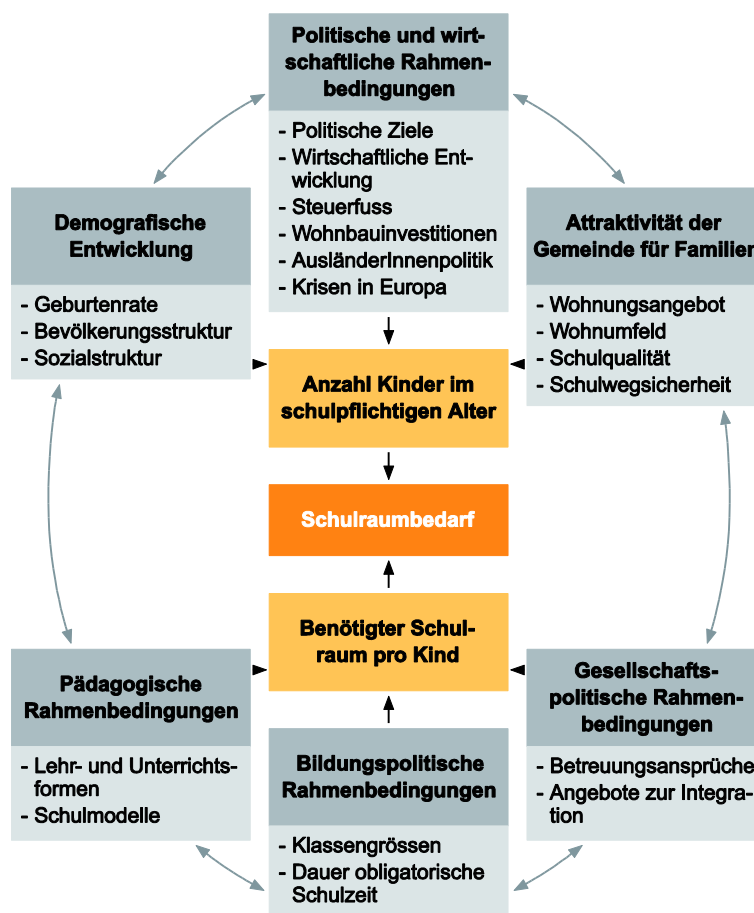 Politische und wirt-
schaftliche Rahmen-
bedingungen
- Politische Ziele
- Wirtschaftliche Ent-
wicklung
- Steuerfuss
- Wohnbauinvestitionen
- AusländerInnenpolitik
- Krisen in Europa
Demografische
Entwicklung
- Geburtenrate
- Bevölkerungsstruktur
- Sozialstruktur
Attraktivität der
Gemeinde für Familien
- Wohnungsangebot
- Wohnumfeld
- Schulqualität
- Schulwegsicherheit
Anzahl Kinder im
schulpflichtigen Alter
Schulraumbedarf
Benötigter Schul-
raum pro Kind
Pädagogische
Rahmenbedingungen
- Lehr- und Unterrichts-
formen
- Schulmodelle
Bildungspolitische
Rahmenbedingungen
- Klassengrössen
- Dauer obligatorische
Schulzeit
Gesellschafts-
politische Rahmen-
bedingungen
- Betreuungsansprüche
- Angebote zur Integra-
tion